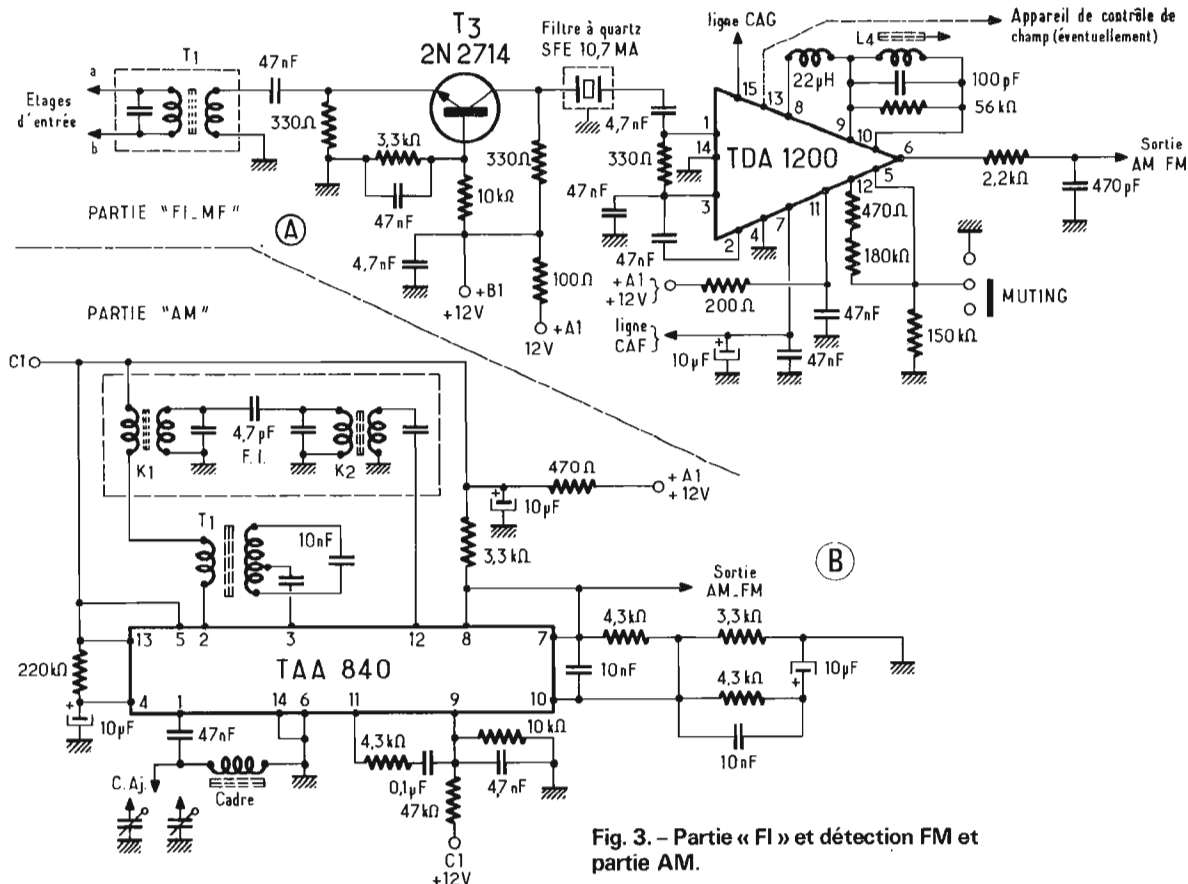 T1
47nF
T3
2N 2714
Filtre à quartz
SFE 10,7 MA
ligne CAG
Appareil de contrôle de
champ (éventuellement)
L4
22µH
100pF
56kΩ
a
b
Etages
d'entrée
330Ω
3,3kΩ
47nF
10kΩ
330Ω
4,7nF
330Ω
47nF
47nF
1
14
3
2
4
7
11
12
5
6
10
9
8
13
15
TDA 1200
2,2kΩ
Sortie
AM_FM
470pF
470Ω
180kΩ
MUTING
150kΩ
PARTIE "FI_MF"
A
4,7nF
+B1
+12V
100Ω
+A1
12V
+A1
+12V
200Ω
47nF
ligne
CAF
+
10µF
47nF
PARTIE "AM"
C1
K1
4,7pF
F.I.
K2
470Ω
+A1
+12V
+
10µF
T1
10nF
3,3kΩ
B
Sortie
AM_FM
13
5
2
3
12
8
7
TAA 840
4
1
14
6
11
9
10
220kΩ
+
10µF
47nF
C.Aj.
Cadre
4,3kΩ
0,1µF
47kΩ
C1
+12V
10kΩ
4,7nF
4,3kΩ
10nF
3,3kΩ
4,3kΩ
10µF
+
10nF
Fig. 3. – Partie « FI » et détection FM et
partie AM.